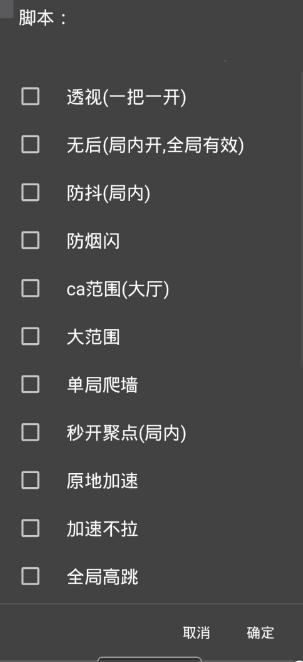 脚本：
透视(一把一开)
无后(局内开,全局有效)
防抖(局内)
防烟闪
ca范围(大厅)
大范围
单局爬墙
秒开聚点(局内)
原地加速
加速不拉
全局高跳
取消 确定